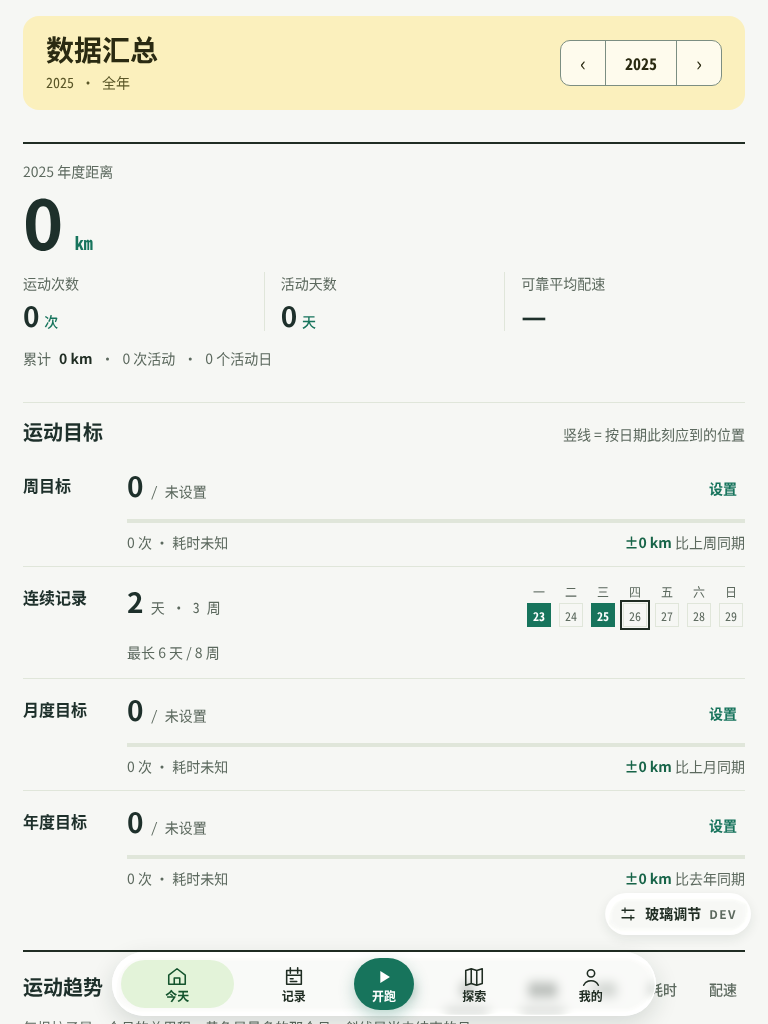 数据汇总
2025 • 全年
‹ 2025 ›
2025 年度距离
0 km
运动次数 活动天数 可靠平均配速
0 次 0 天 —
累计 0 km • 0 次活动 • 0 个活动日
运动目标 竖线 = 按日期此刻应到的位置
周目标 0 / 未设置 设置
0 次 • 耗时未知 ±0 km 比上周同期
一 二 三 四 五 六 日
连续记录 2 天 • 3 周 23 24 25 26 27 28 29
最长 6 天 / 8 周
月度目标 0 / 未设置 设置
0 次 • 耗时未知 ±0 km 比上月同期
年度目标 0 / 未设置 设置
0 次 • 耗时未知 ±0 km 比去年同期
玻璃调节 DEV
运动趋势 耗时 配速
今天 记录 开跑 探索 我的